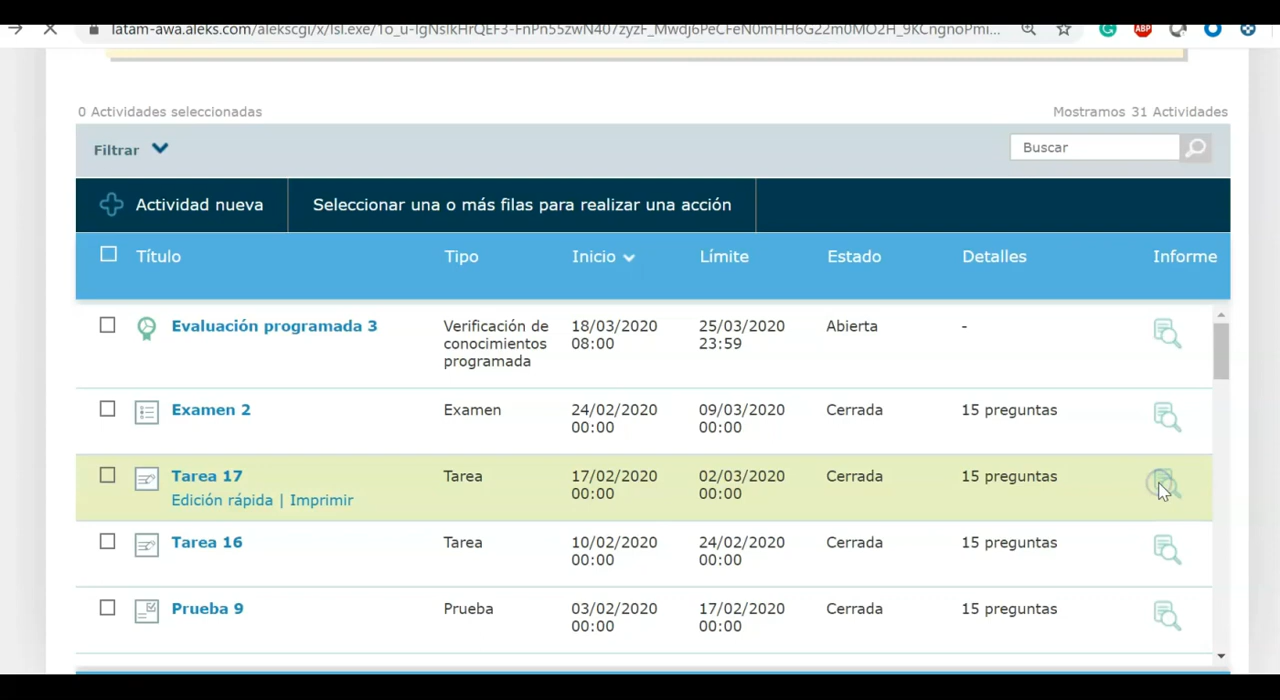 latam-awa.aleks.com/alekscgi/x/Isl.exe/1o_u-IgNsIkHrQEF3-FnPn55zwN407zyzF_Mwdj6PeCFeN0mHH6G22m0MO2H_9KCngnoPmi...
ABP
0 Actividades seleccionadas
Mostramos 31 Actividades
Filtrar
Buscar
Actividad nueva
Seleccionar una o más filas para realizar una acción
Título Tipo Inicio Límite Estado Detalles Informe
Evaluación programada 3 Verificación de 18/03/2020 25/03/2020 Abierta -
conocimientos 08:00 23:59
programada
Examen 2 Examen 24/02/2020 09/03/2020 Cerrada 15 preguntas
00:00 00:00
Tarea 17 Tarea 17/02/2020 02/03/2020 Cerrada 15 preguntas
Edición rápida | Imprimir 00:00 00:00
Tarea 16 Tarea 10/02/2020 24/02/2020 Cerrada 15 preguntas
00:00 00:00
Prueba 9 Prueba 03/02/2020 17/02/2020 Cerrada 15 preguntas
00:00 00:00